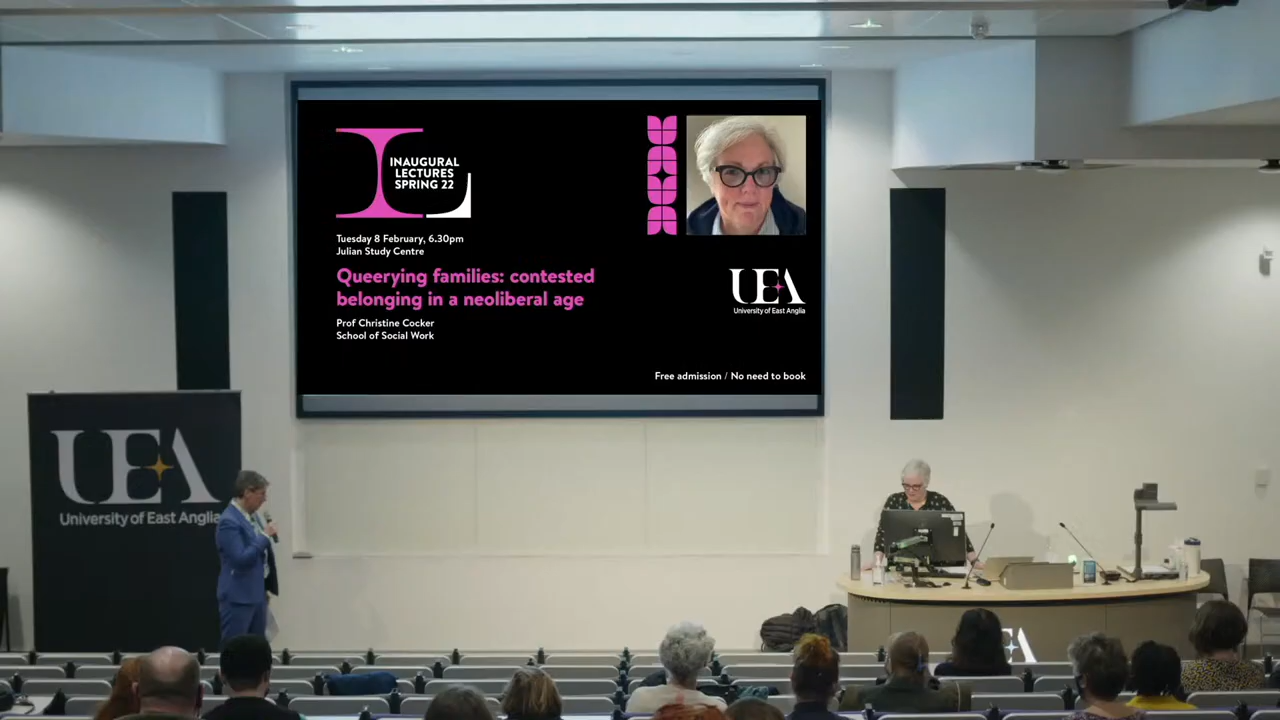 INAUGURAL
LECTURES
SPRING 22
Tuesday 8 February, 6.30pm
Julian Study Centre
Queerying families: contested
belonging in a neoliberal age
Prof Christine Cocker
School of Social Work
UEA
University of East Anglia
Free admission / No need to book
UEA
University of East Anglia